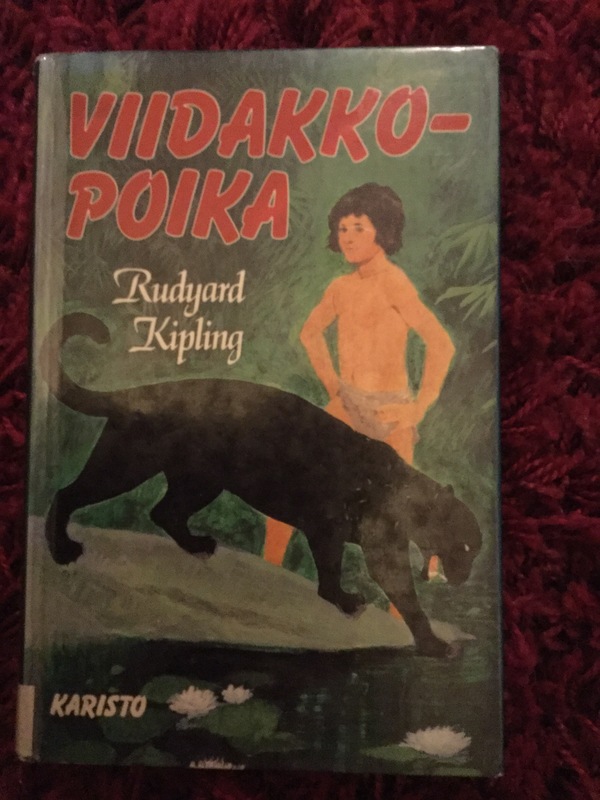 VIIDAKKO-
POIKA
Rudyard
Kipling
KARISTO